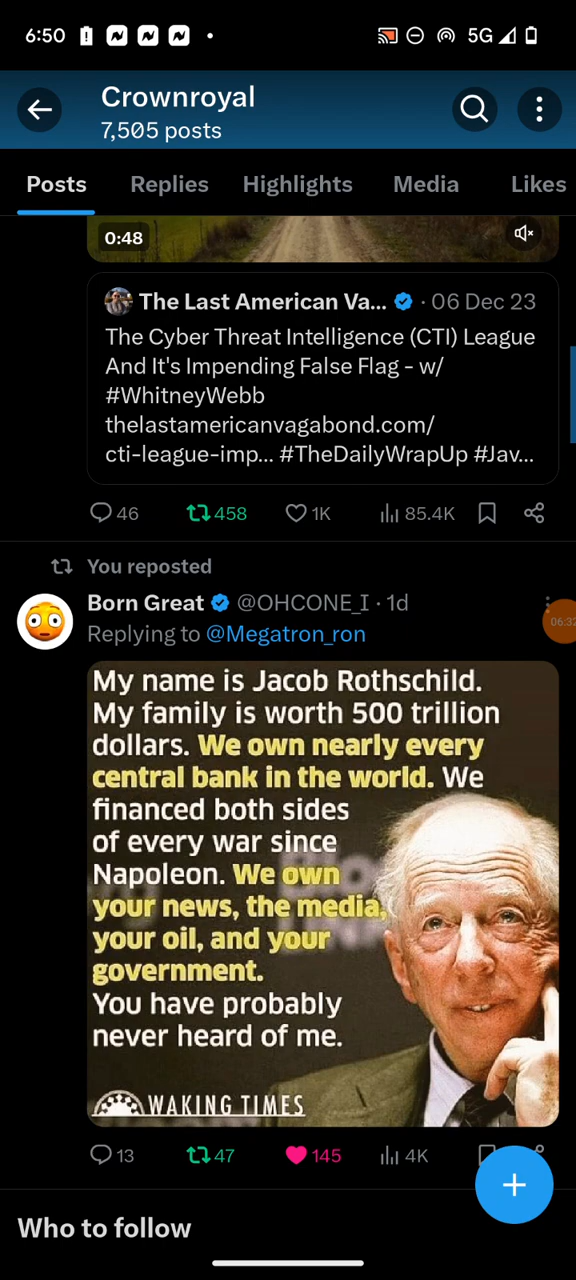 6:50
5G
Crownroyal
7,505 posts
Posts Replies Highlights Media Likes
0:48
The Last American Va... · 06 Dec 23
The Cyber Threat Intelligence (CTI) League
And It's Impending False Flag - w/
#WhitneyWebb
thelastamericanvagabond.com/
cti-league-imp... #TheDailyWrapUp #Jav...
46 458 1K 85.4K
You reposted
Born Great @OHCONE_I · 1d
Replying to @Megatron_ron
06:32
My name is Jacob Rothschild.
My family is worth 500 trillion
dollars. We own nearly every
central bank in the world. We
financed both sides
of every war since
Napoleon. We own
your news, the media,
your oil, and your
government.
You have probably
never heard of me.
WAKING TIMES
13 47 145 4K
Who to follow